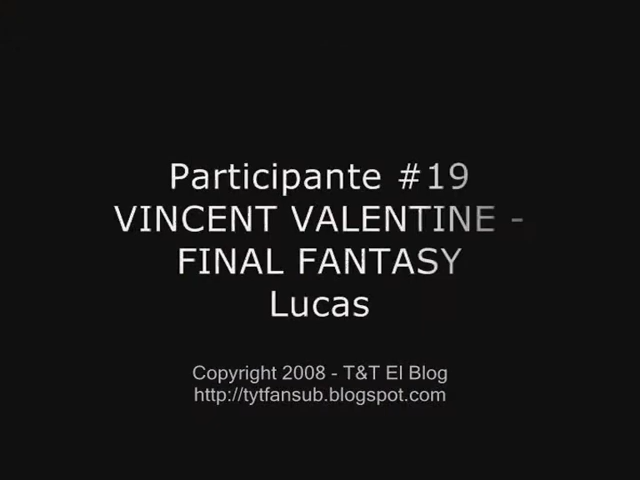 Participante #19
VINCENT VALENTINE -
FINAL FANTASY
Lucas
Copyright 2008 - T&T El Blog
http://tytfansub.blogspot.com